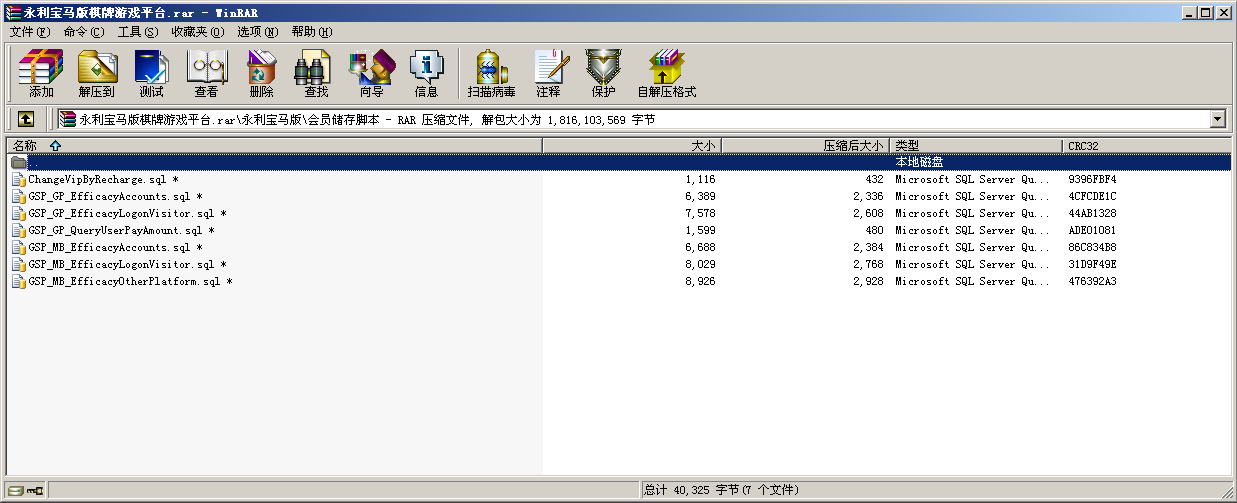 永利宝马版棋牌游戏平台.rar - WinRAR
文件(F) 命令(C) 工具(S) 收藏夹(O) 选项(N) 帮助(H)
添加 解压到 测试 查看 删除 查找 向导 信息 扫描病毒 注释 保护 自解压格式
永利宝马版棋牌游戏平台.rar\永利宝马版\会员储存脚本 - RAR 压缩文件, 解包大小为 1,816,103,569 字节
名称 大小 压缩后大小 类型 CRC32
.. 本地磁盘
ChangeVipByRecharge.sql * 1,116 432 Microsoft SQL Server Qu... 9396FBF4
GSP_GP_EfficacyAccounts.sql * 6,389 2,336 Microsoft SQL Server Qu... 4CFCDE1C
GSP_GP_EfficacyLogonVisitor.sql * 7,578 2,608 Microsoft SQL Server Qu... 44AB1328
GSP_GP_QueryUserPayAmount.sql * 1,599 480 Microsoft SQL Server Qu... ADE01081
GSP_MB_EfficacyAccounts.sql * 6,688 2,384 Microsoft SQL Server Qu... 86C834B8
GSP_MB_EfficacyLogonVisitor.sql * 8,029 2,768 Microsoft SQL Server Qu... 31D9F49E
GSP_MB_EfficacyOtherPlatform.sql * 8,926 2,928 Microsoft SQL Server Qu... 476392A3
总计 40,325 字节(7 个文件)